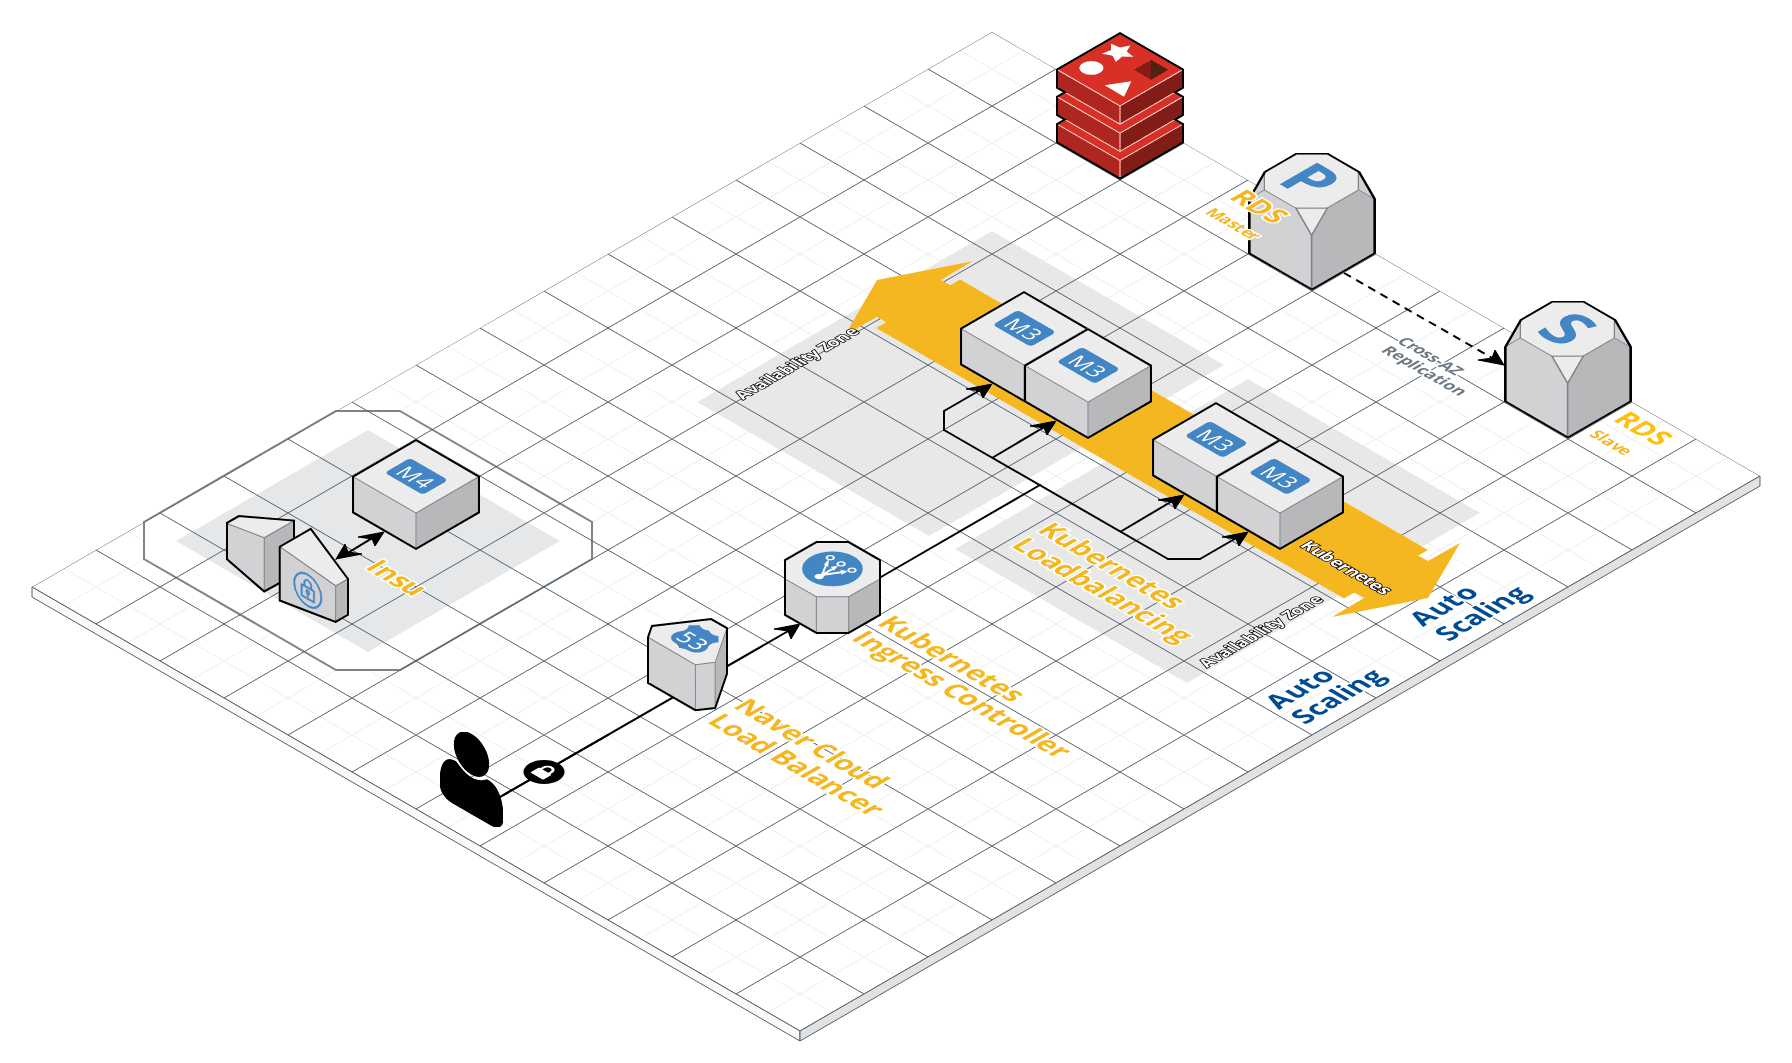 P
RDS
Master
S
Cross-AZ
Replication
RDS
Slave
M3
M3
M3
M3
Availability Zone
Kubernetes
Kubernetes
Loadbalancing
Availability Zone
Auto
Scaling
Auto
Scaling
M4
Insu
Kubernetes
Ingress Controller
53
Naver Cloud
Load Balancer